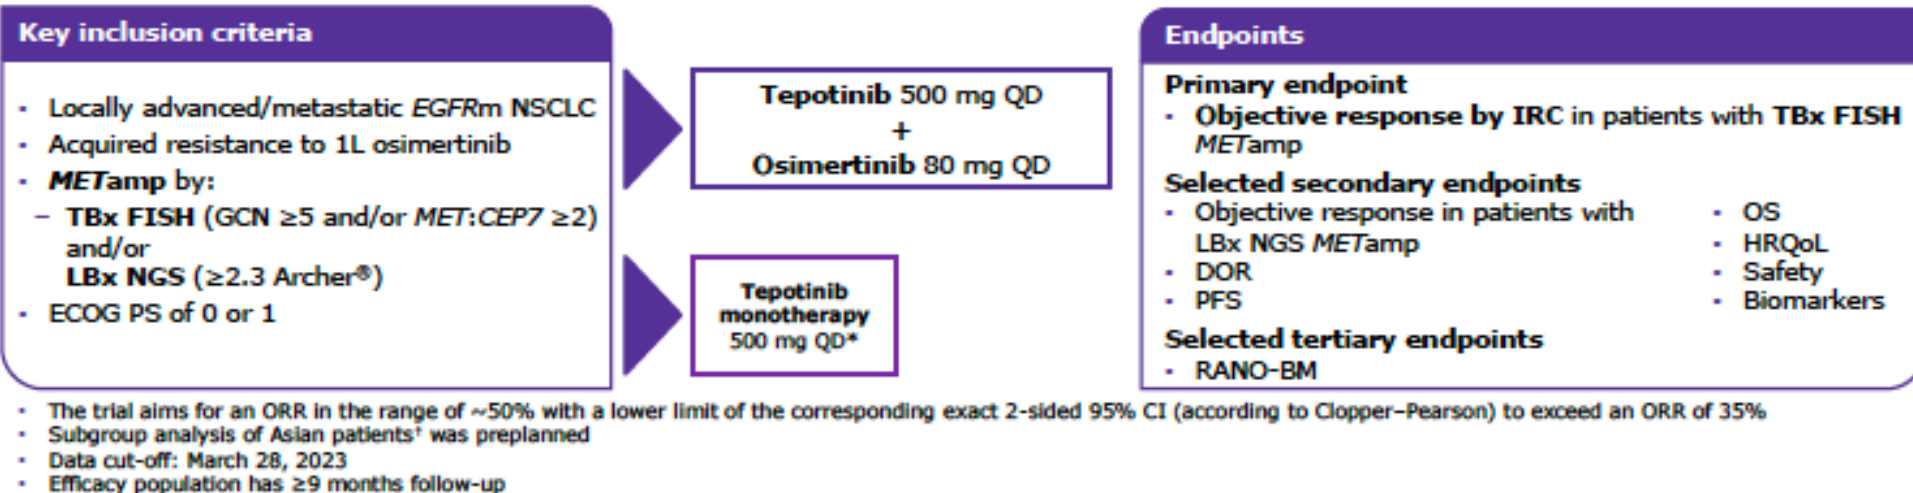 Key inclusion criteria
· Locally advanced/metastatic EGFRm NSCLC
· Acquired resistance to 1L osimertinib
· METamp by:
– TBx FISH (GCN ≥5 and/or MET:CEP7 ≥2)
and/or
LBx NGS (≥2.3 Archer®)
· ECOG PS of 0 or 1
Tepotinib 500 mg QD
+
Osimertinib 80 mg QD
Tepotinib
monotherapy
500 mg QD*
Endpoints
Primary endpoint
· Objective response by IRC in patients with TBx FISH
METamp
Selected secondary endpoints
· Objective response in patients with
LBx NGS METamp
· DOR
· PFS
· OS
· HRQoL
· Safety
· Biomarkers
Selected tertiary endpoints
· RANO-BM
· The trial aims for an ORR in the range of ~50% with a lower limit of the corresponding exact 2-sided 95% CI (according to Clopper–Pearson) to exceed an ORR of 35%
· Subgroup analysis of Asian patients† was preplanned
· Data cut-off: March 28, 2023
· Efficacy population has ≥9 months follow-up